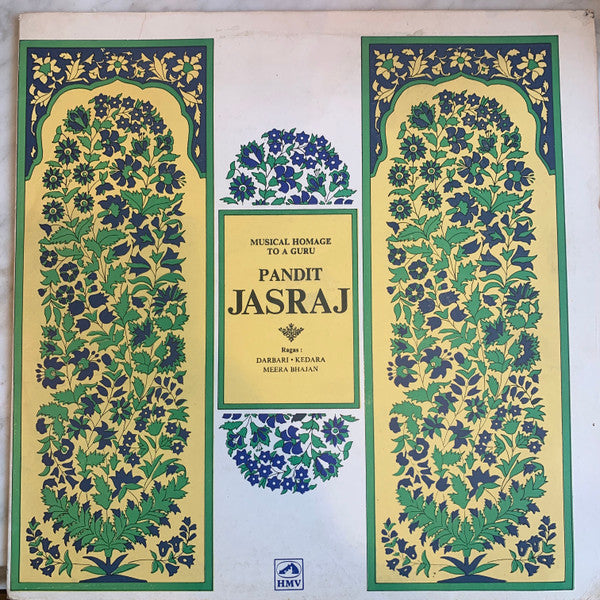 MUSICAL HOMAGE
TO A GURU
PANDIT
JASRAJ
Ragas :
DARBARI • KEDARA
MEERA BHAJAN
HMV